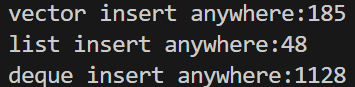 vector insert anywhere:185
list insert anywhere:48
deque insert anywhere:1128